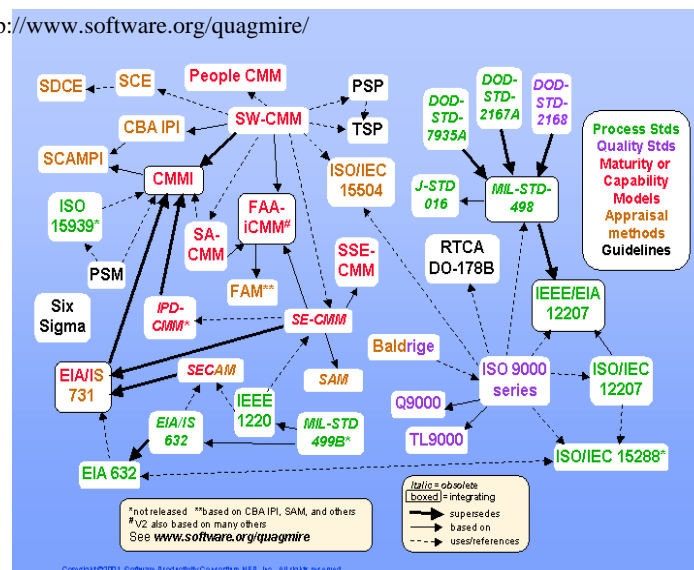 p://www.software.org/quagmire/
SDCE
SCE
People CMM
PSP
SW-CMM
TSP
CBA IPI
SCAMPI
CMMI
ISO/IEC
15504
DOD-
STD-
7935A
DOD-
STD-
2167A
DOD-
STD-
2168
J-STD
016
MIL-STD-
498
Process Stds
Quality Stds
Maturity or
Capability
Models
Appraisal
methods
Guidelines
ISO
15939*
PSM
SA-
CMM
FAA-
iCMM#
SSE-
CMM
RTCA
DO-178B
IEEE/EIA
12207
Six
Sigma
IPD-
CMM*
FAM**
SE-CMM
Baldrige
EIA/IS
731
SECAM
SAM
ISO 9000
series
ISO/IEC
12207
IEEE
1220
Q9000
EIA/IS
632
MIL-STD
499B*
TL9000
EIA 632
ISO/IEC 15288*
*not released **based on CBA IPI, SAM, and others
#V2 also based on many others
See www.software.org/quagmire
Italic = obsolete
boxed = integrating
supersedes
based on
uses/references